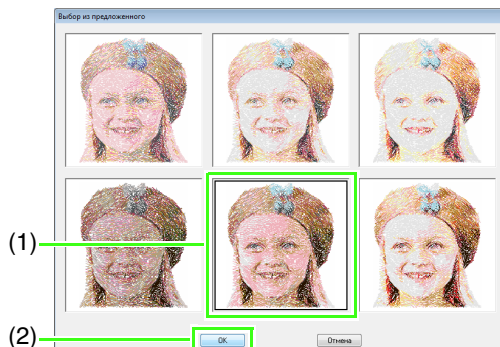 Выбор из предложенного
(1)
(2)
OK
Отмена